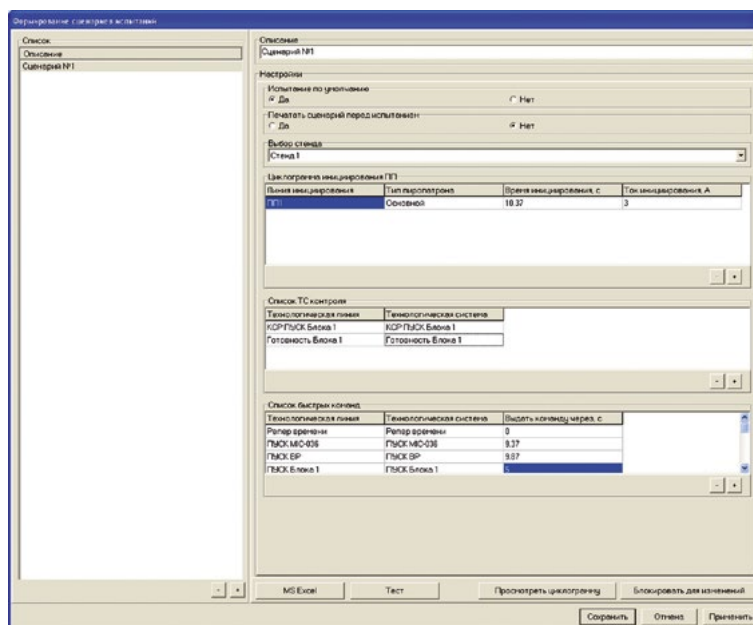 Формирование сценариев испытаний
Список
Описание
Сценарий №1
Описание
Сценарий №1
Настройки
Испытание по умолчанию
Да Нет
Печатать сценарий перед испытанием
Да Нет
Выбор стенда
Стенд 1
Циклограмма инициирования ПП
Линия инициирования Тип пиропатрона Время инициирования, с Ток инициирования, А
ПП1 Основной 10.37 3
- +
Список ТС контроля
Технологическая линия Технологическая система
КСР ПУСК Блока 1 КСР ПУСК Блока 1
Готовность Блока 1 Готовность Блока 1
- +
Список быстрых команд
Технологическая линия Технологическая система Выдать команду через, с
Репер времени Репер времени 0
ПУСК MIC-036 ПУСК MIC-036 9.37
ПУСК ВР ПУСК ВР 9.87
ПУСК Блока 1 ПУСК Блока 1 5
- +
- +
MS Excel Тест Просмотреть циклограмму Блокировать для изменений
Сохранить Отмена Применить